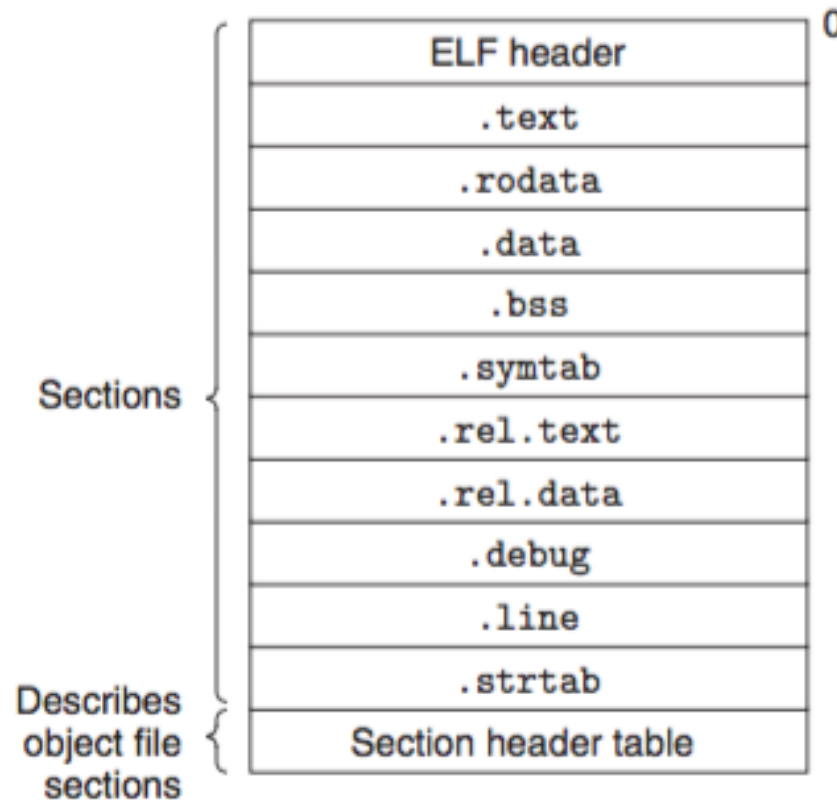 0
ELF header
.text
.rodata
.data
.bss
Sections
.symtab
.rel.text
.rel.data
.debug
.line
.strtab
Describes
object file
sections
Section header table